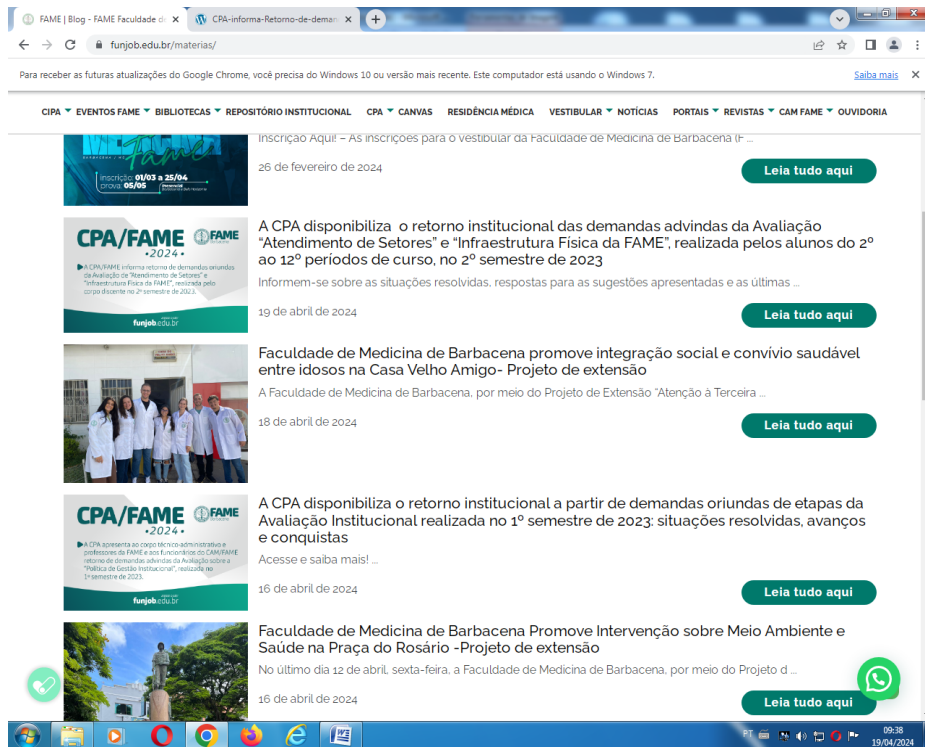 FAME | Blog - FAME Faculdade de
CPA-informa-Retorno-de-deman
funjob.edu.br/materias/
Para receber as futuras atualizações do Google Chrome, você precisa do Windows 10 ou versão mais recente. Este computador está usando o Windows 7.
Saiba mais
CIPA EVENTOS FAME BIBLIOTECAS REPOSITÓRIO INSTITUCIONAL CPA CANVAS RESIDÊNCIA MÉDICA VESTIBULAR NOTÍCIAS PORTAIS REVISTAS CAM FAME OUVIDORIA
Fame
inscrição: 01/03 a 25/04
prova: 05/05
Inscrição Aqui! – As inscrições para o vestibular da Faculdade de Medicina de Barbacena (F ...
26 de fevereiro de 2024
Leia tudo aqui
CPA/FAME
•2024•
FAME
A CPA/FAME informa retorno de demandas oriundas
da Avaliação de "Atendimento de Setores" e
"Infraestrutura Física da FAME", realizada pelo
corpo discente no 2º semestre de 2023.
funjob.edu.br
A CPA disponibiliza o retorno institucional das demandas advindas da Avaliação
“Atendimento de Setores” e “Infraestrutura Física da FAME”, realizada pelos alunos do 2º
ao 12º períodos de curso, no 2º semestre de 2023
Informem-se sobre as situações resolvidas, respostas para as sugestões apresentadas e as últimas ...
19 de abril de 2024
Leia tudo aqui
Faculdade de Medicina de Barbacena promove integração social e convívio saudável
entre idosos na Casa Velho Amigo- Projeto de extensão
A Faculdade de Medicina de Barbacena, por meio do Projeto de Extensão “Atenção à Terceira ...
18 de abril de 2024
Leia tudo aqui
CPA/FAME
•2024•
FAME
A CPA apresenta ao corpo técnico-administrativo e
professores da FAME e aos funcionários do CAM/FAME
retorno de demandas advindas da Avaliação sobre a
"Política de Gestão Institucional", realizada no
1º semestre de 2023.
funjob.edu.br
A CPA disponibiliza o retorno institucional a partir de demandas oriundas de etapas da
Avaliação Institucional realizada no 1º semestre de 2023: situações resolvidas, avanços
e conquistas
Acesse e saiba mais! ...
16 de abril de 2024
Leia tudo aqui
Faculdade de Medicina de Barbacena Promove Intervenção sobre Meio Ambiente e
Saúde na Praça do Rosário -Projeto de extensão
No último dia 12 de abril, sexta-feira, a Faculdade de Medicina de Barbacena, por meio do Projeto d ...
16 de abril de 2024
Leia tudo aqui
PT
09:38
19/04/2024